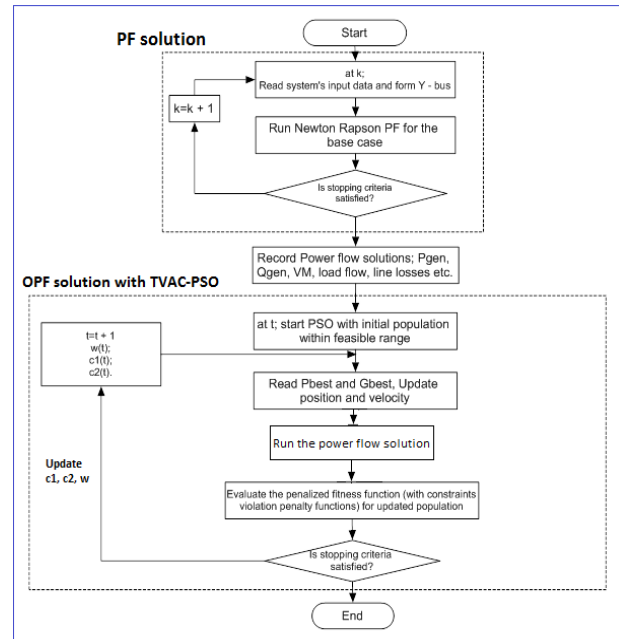 Start
PF solution
at k;
Read system's input data and form Y - bus
k=k + 1
Run Newton Rapson PF for the
base case
Is stopping criteria
satisfied?
Record Power flow solutions; Pgen,
Qgen, VM, load flow, line losses etc.
OPF solution with TVAC-PSO
at t; start PSO with initial population
within feasible range
t=t + 1
w(t);
c1(t);
c2(t).
Read Pbest and Gbest, Update
position and velocity
Run the power flow solution
Update
c1, c2, w
Evaluate the penalized fitness function (with constraints
violation penalty functions) for updated population
Is stopping criteria
satisfied?
End